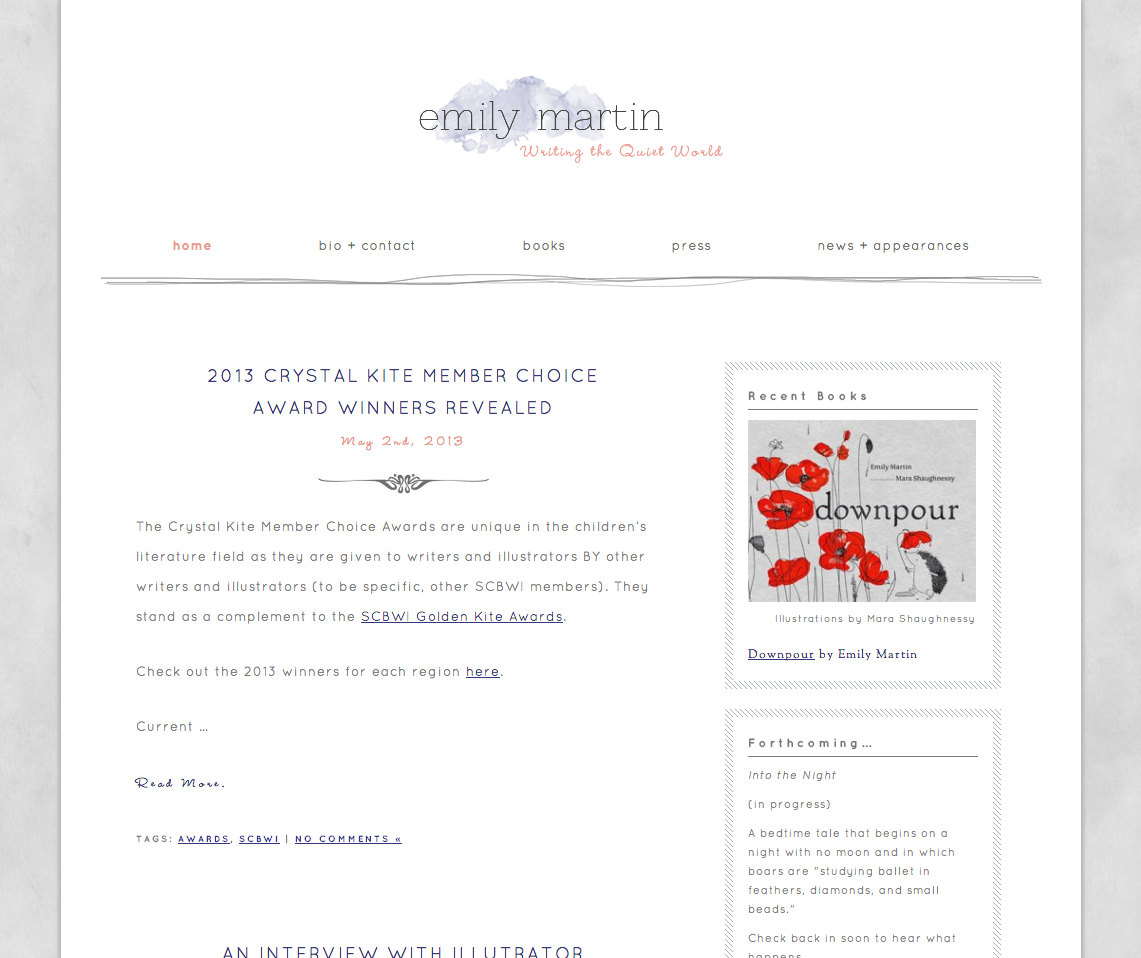 emily martin
Writing the Quiet World
home
bio + contact
books
press
news + appearances
2013 CRYSTAL KITE MEMBER CHOICE
AWARD WINNERS REVEALED
May 2nd, 2013
The Crystal Kite Member Choice Awards are unique in the children's
literature field as they are given to writers and illustrators BY other
writers and illustrators (to be specific, other SCBWI members). They
stand as a complement to the SCBWI Golden Kite Awards.
Check out the 2013 winners for each region here.
Current ...
Read More.
TAGS: AWARDS, SCBWI | NO COMMENTS «
AN INTERVIEW WITH ILLUTRATOR
Recent Books
Emily Martin
Mara Shaughnessy
downpour
Illustrations by Mara Shaughnessy
Downpour by Emily Martin
Forthcoming...
Into the Night
(in progress)
A bedtime tale that begins on a
night with no moon and in which
boars are "studying ballet in
feathers, diamonds, and small
beads."
Check back in soon to hear what
happens